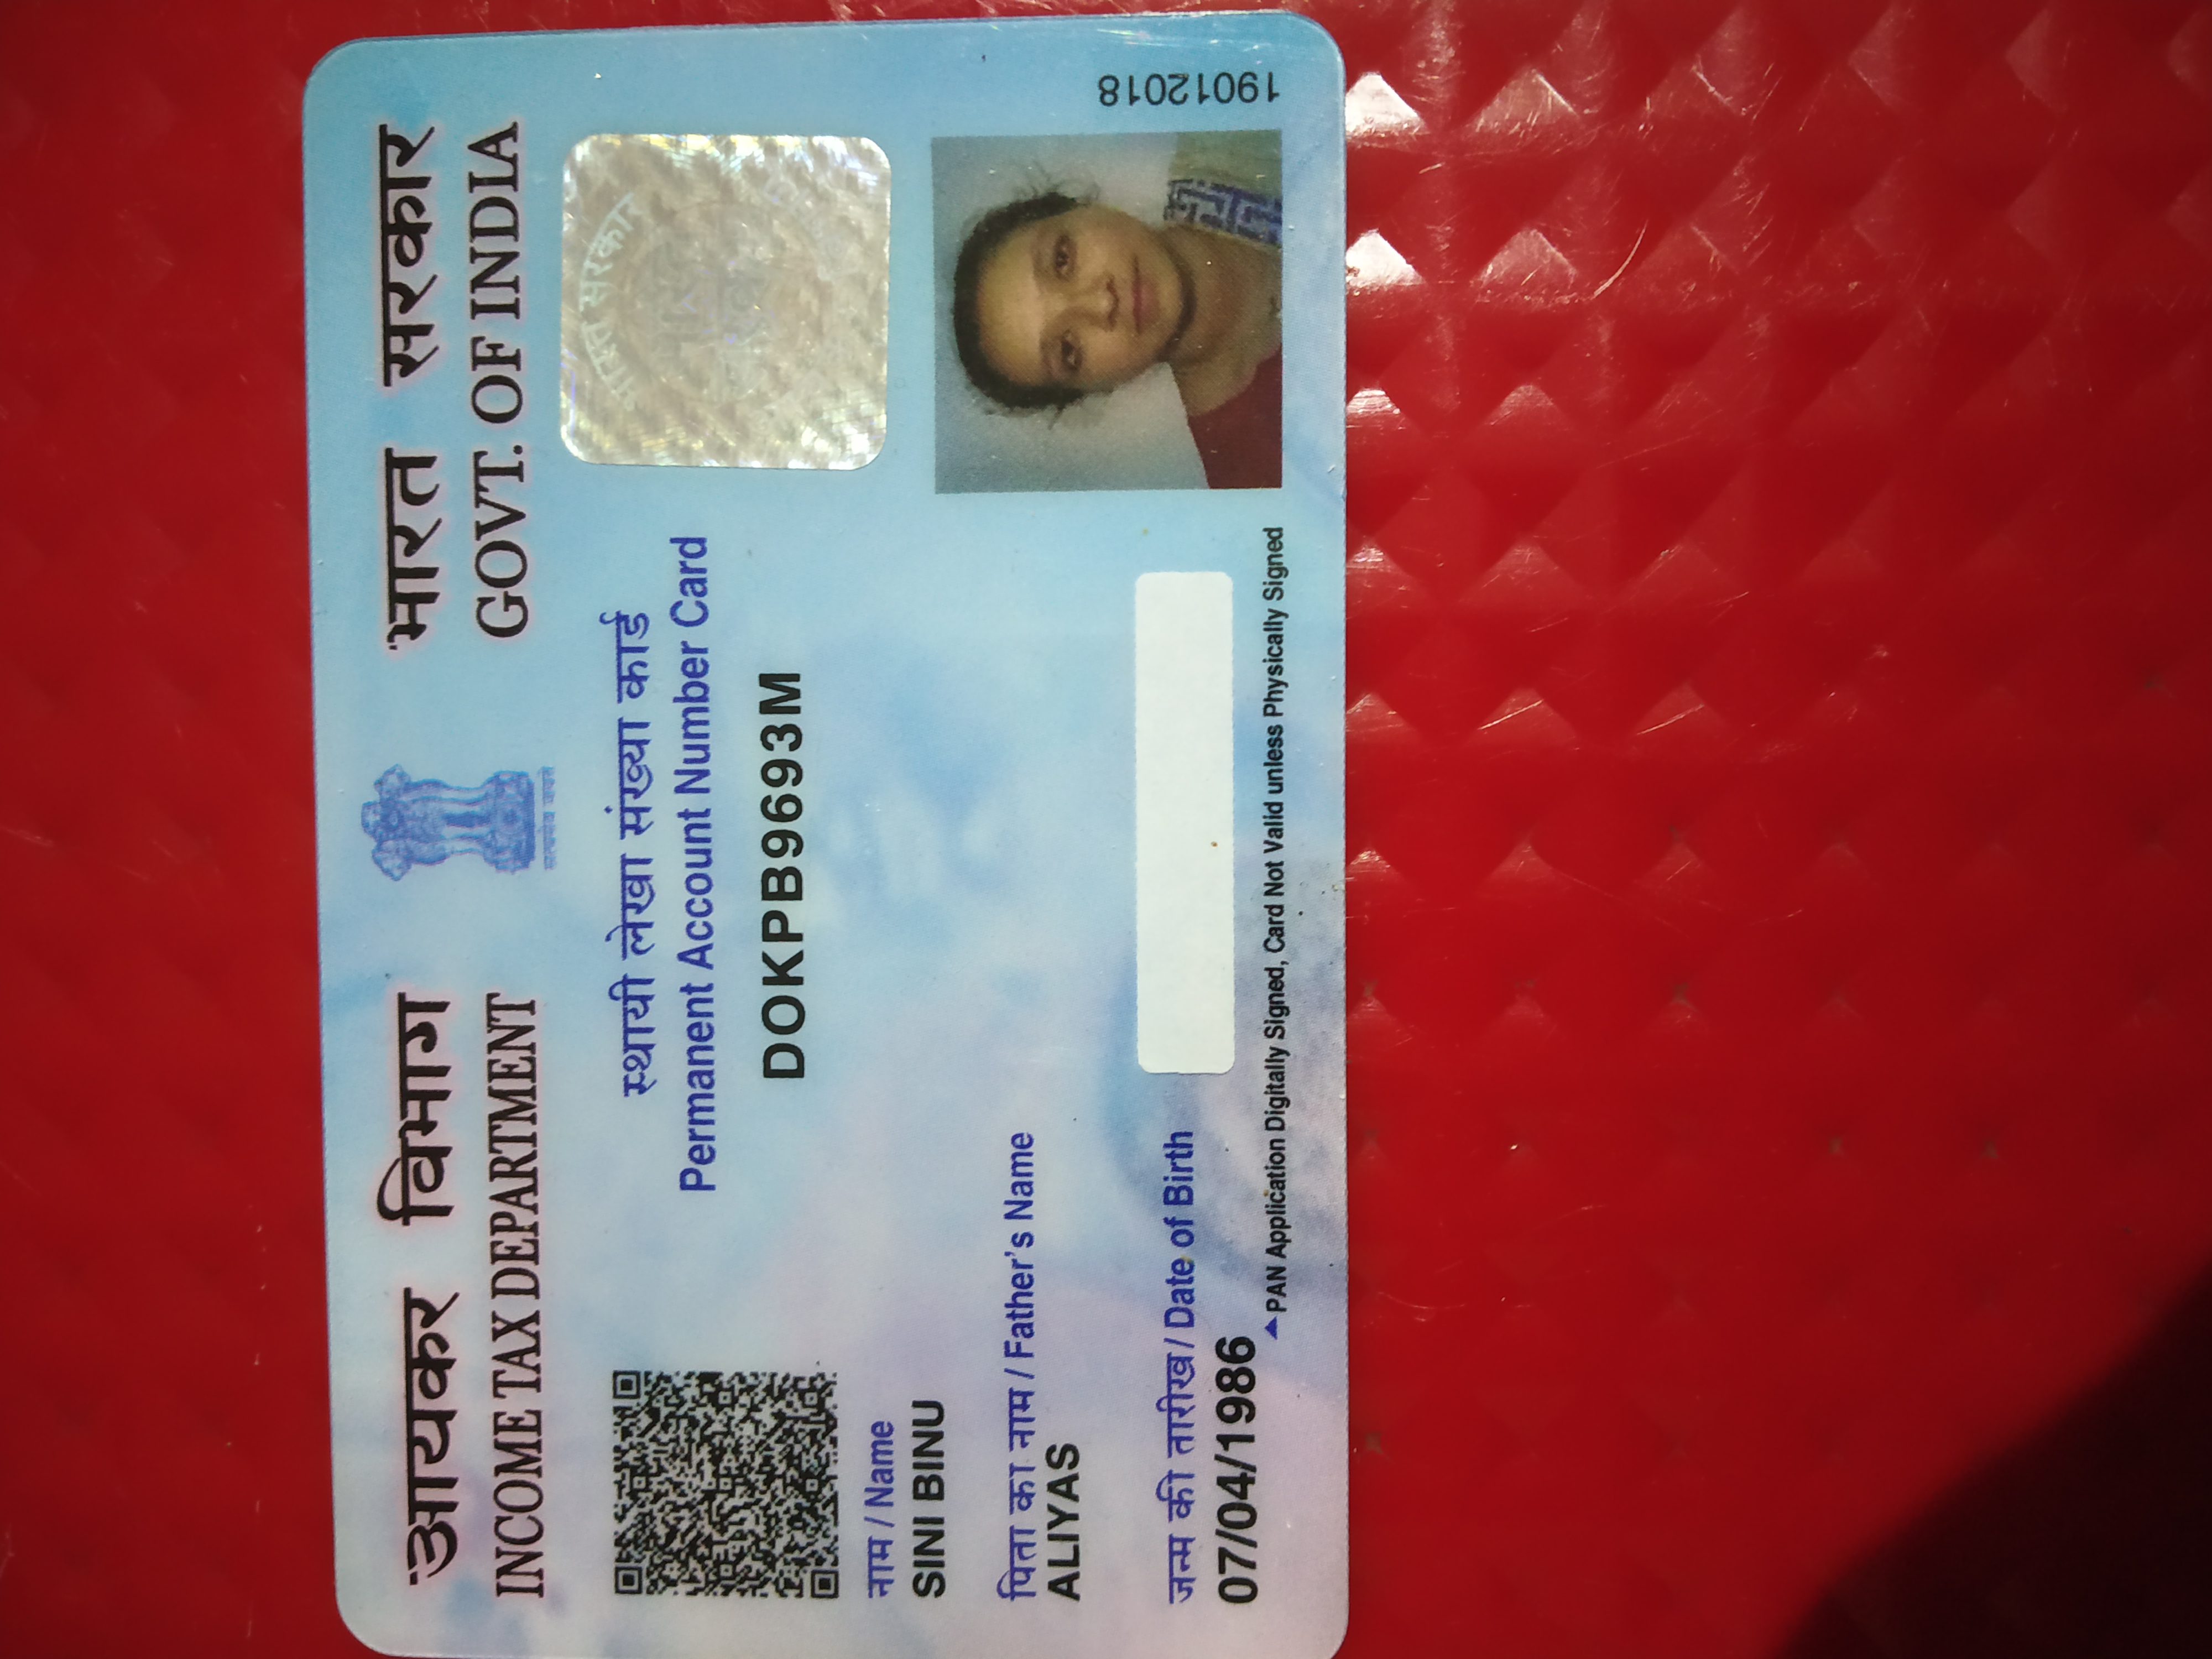 आयकर विभाग
INCOME TAX DEPARTMENT
सत्यमेव जयते
भारत सरकार
GOVT. OF INDIA
स्थायी लेखा संख्या कार्ड
Permanent Account Number Card
DOKPB9693M
भारत सरकार
नाम / Name
SINI BINU
पिता का नाम / Father's Name
ALIYAS
जन्म की तारीख / Date of Birth
07/04/1986
PAN Application Digitally Signed, Card Not Valid unless Physically Signed
19012018